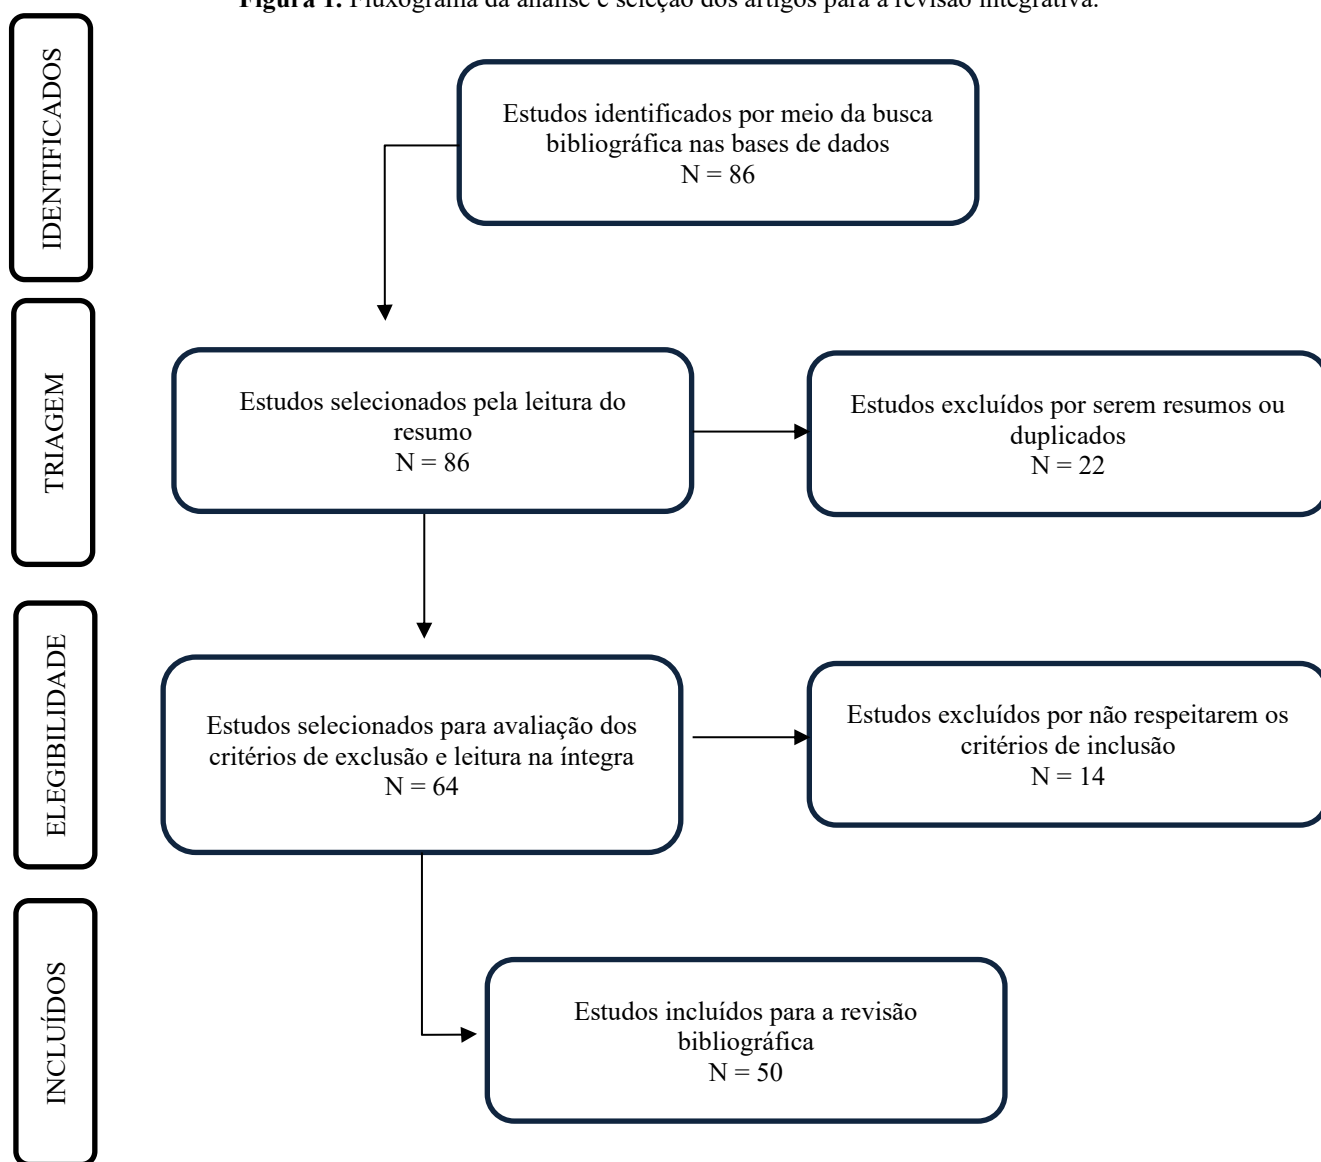 Figura 1. Fluxograma da análise e seleção dos artigos para a revisão integrativa.
IDENTIFICADOS
Estudos identificados por meio da busca
bibliográfica nas bases de dados
N = 86
TRIAGEM
Estudos selecionados pela leitura do
resumo
N = 86
Estudos excluídos por serem resumos ou
duplicados
N = 22
ELEGIBILIDADE
Estudos selecionados para avaliação dos
critérios de exclusão e leitura na íntegra
N = 64
Estudos excluídos por não respeitarem os
critérios de inclusão
N = 14
INCLUÍDOS
Estudos incluídos para a revisão
bibliográfica
N = 50